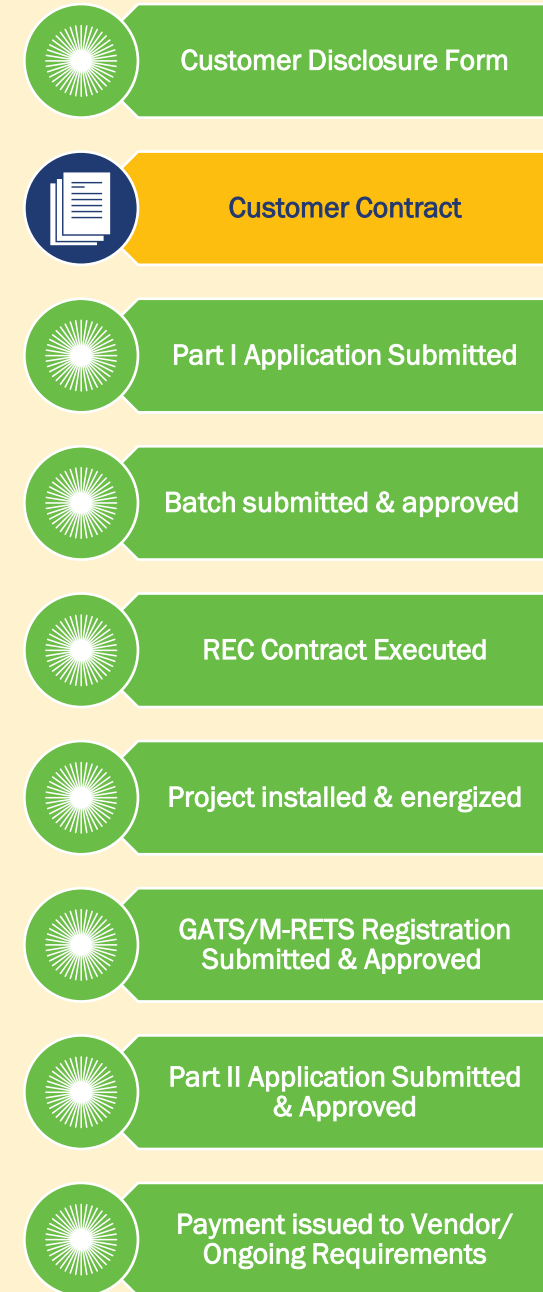 Customer Disclosure Form
Customer Contract
Part I Application Submitted
Batch submitted & approved
REC Contract Executed
Project installed & energized
GATS/M-RETS Registration
Submitted & Approved
Part II Application Submitted
& Approved
Payment issued to Vendor/
Ongoing Requirements